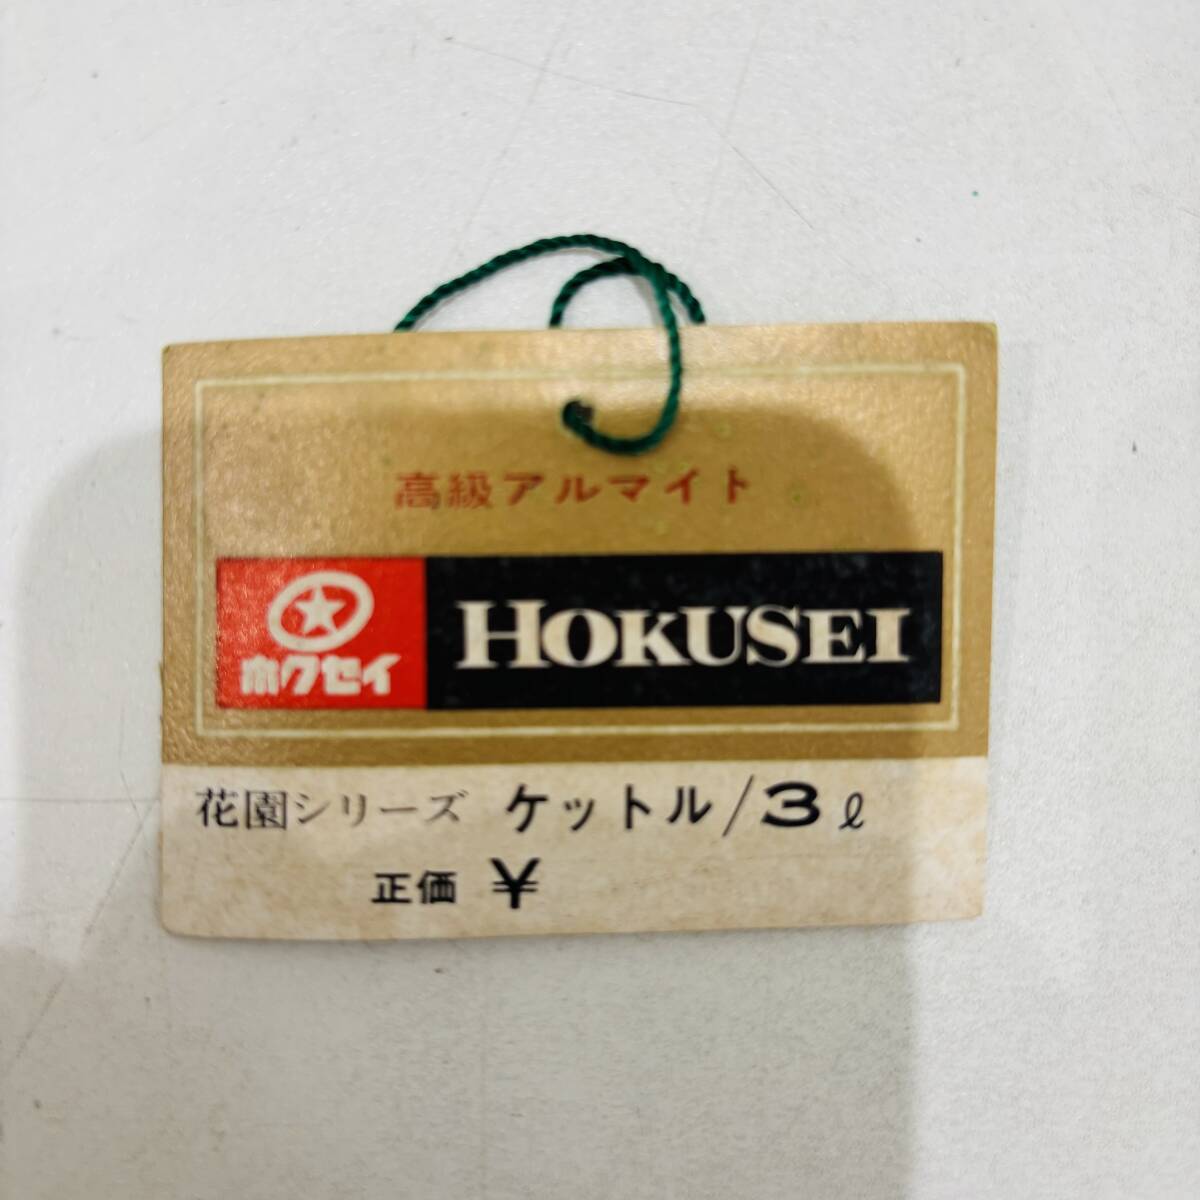 高級アルマイト
ホクセイ HOKUSEI
花園シリーズ ケットル/3ℓ
正価 ¥